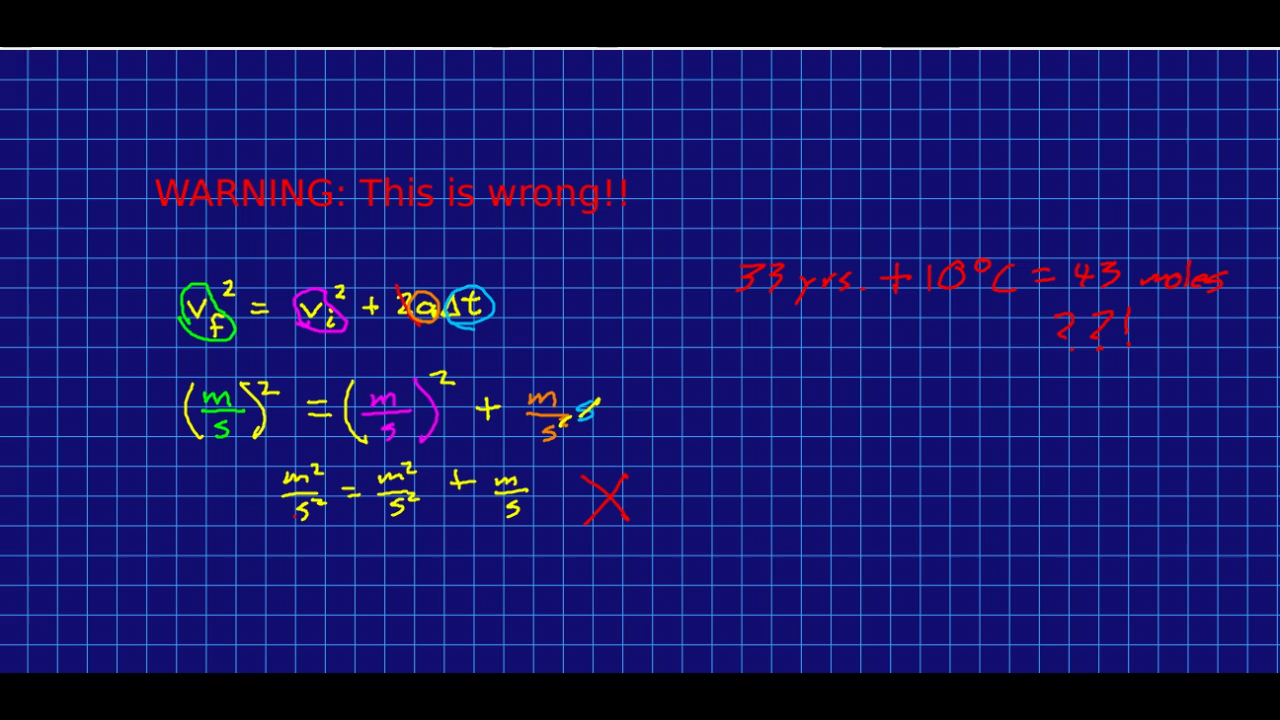 WARNING: This is wrong!!
v_f² = v_i² + 2aΔt
(m/s)² = (m/s)² + m/s² s
m²/s² = m²/s² + m/s X
33 yrs. + 10°C = 43 moles
??!